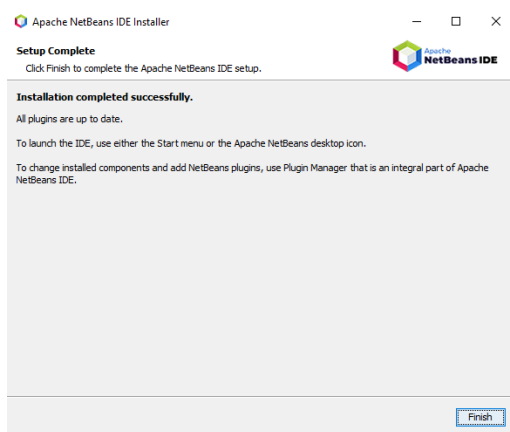 Apache NetBeans IDE Installer
Setup Complete
Click Finish to complete the Apache NetBeans IDE setup.
Apache
NetBeans IDE
Installation completed successfully.
All plugins are up to date.
To launch the IDE, use either the Start menu or the Apache NetBeans desktop icon.
To change installed components and add NetBeans plugins, use Plugin Manager that is an integral part of Apache
NetBeans IDE.
Finish